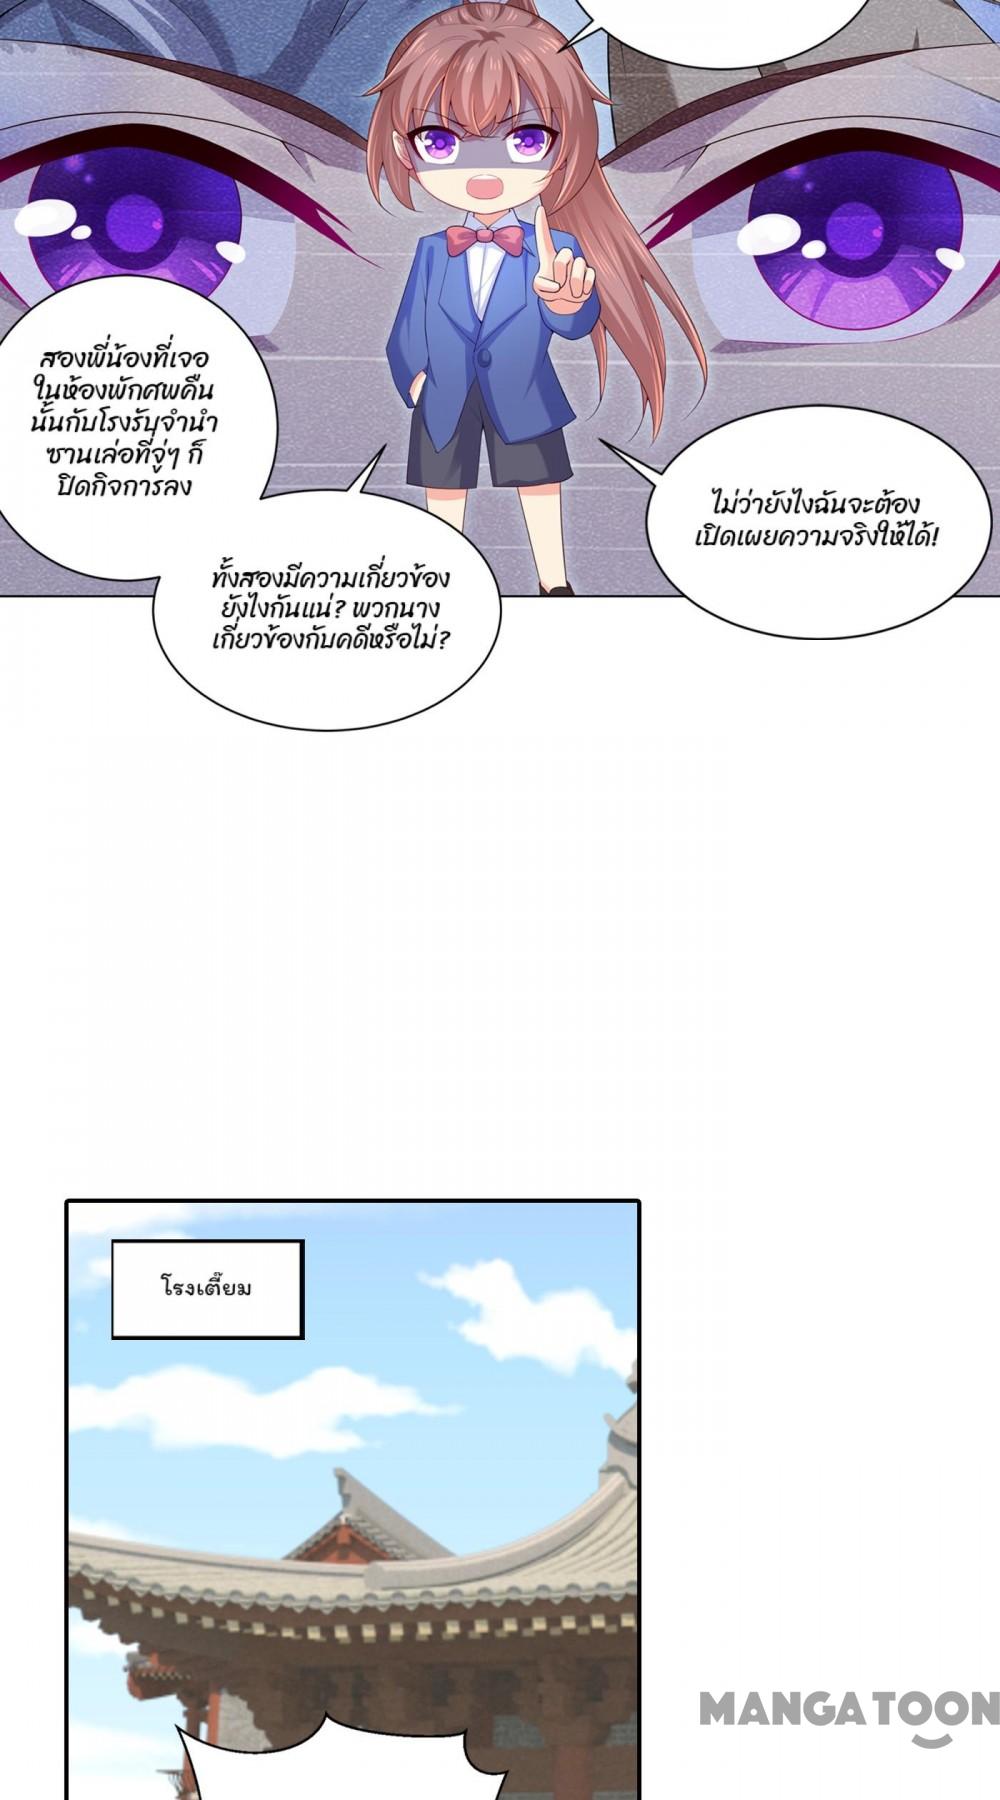 สองพี่น้องที่เจอ
ในห้องพักศพคืน
นั้นกับโรงรับจำนำ
ซานเล่อที่จู่ๆ ก็
ปิดกิจการลง
ทั้งสองมีความเกี่ยวข้อง
ยังไงกันแน่? พวกนาง
เกี่ยวข้องกับคดีหรือไม่?
ไม่ว่ายังไงฉันจะต้อง
เปิดเผยความจริงให้ได้!
โรงเตี๊ยม
MANGATOON